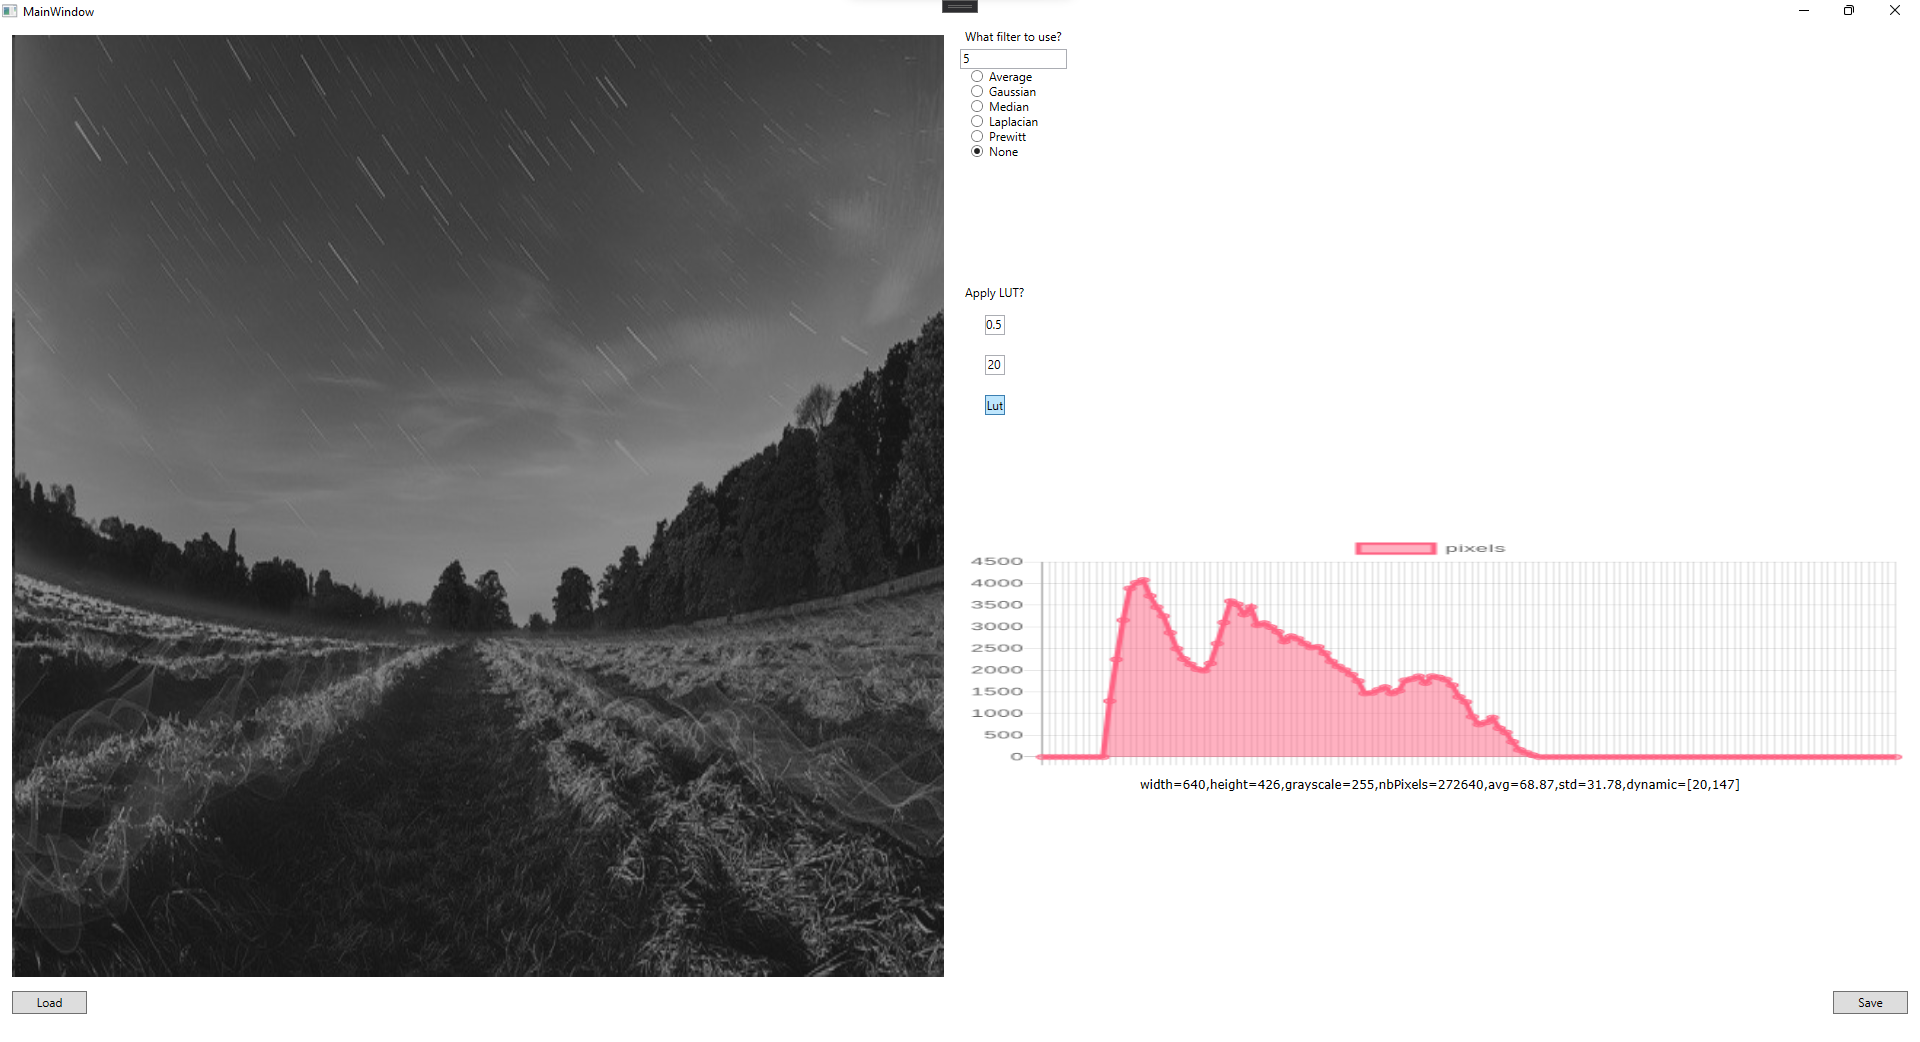 MainWindow
What filter to use?
5
Average
Gaussian
Median
Laplacian
Prewitt
None
Apply LUT?
0.5
20
Lut
pixels
4500
4000
3500
3000
2500
2000
1500
1000
500
0
width=640,height=426,grayscale=255,nbPixels=272640,avg=68.87,std=31.78,dynamic=[20,147]
Load
Save